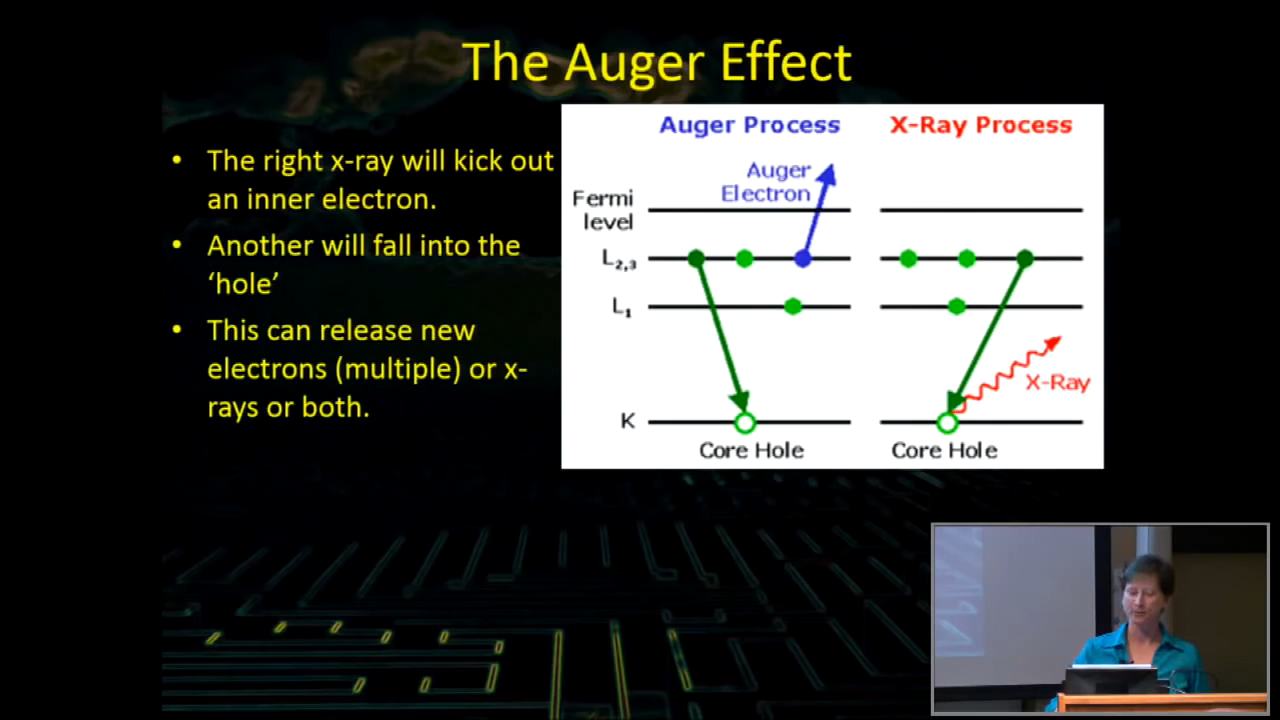 The Auger Effect
• The right x-ray will kick out
an inner electron.
• Another will fall into the
‘hole’
• This can release new
electrons (multiple) or x-
rays or both.
Auger Process
Auger
Electron
Fermi
level
L2,3
L1
K
Core Hole
X-Ray Process
X-Ray
Core Hole